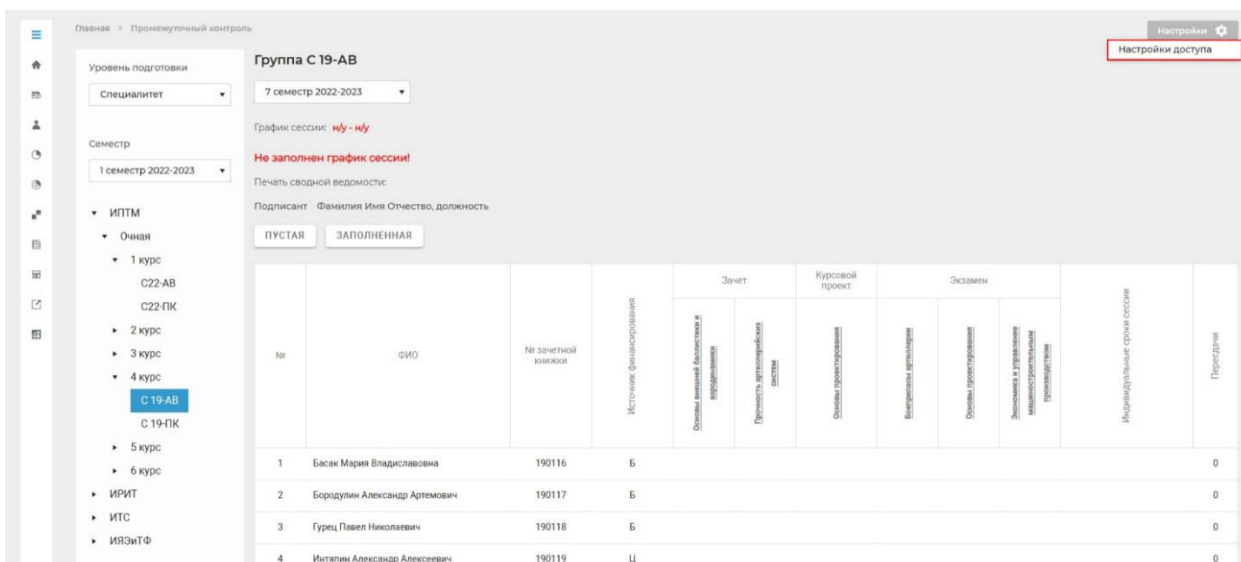 Главная > Промежуточный контроль
Настройки
Настройки доступа
Уровень подготовки
Специалитет
Семестр
1 семестр 2022-2023
ИПТМ
Очная
1 курс
С22-АВ
С22-ПК
2 курс
3 курс
4 курс
С 19-АВ
С 19-ПК
5 курс
6 курс
ИРИТ
ИТС
ИЯЭиТФ
Группа С 19-АВ
7 семестр 2022-2023
График сессии: н/у - н/у
Не заполнен график сессии!
Печать сводной ведомости:
Подписант Фамилия Имя Отчество, должность
ПУСТАЯ ЗАПОЛНЕННАЯ
№
ФИО
№ зачетной
книжки
Источник финансирования
Зачет
Основы внешней баллистики и
аэродинамики
Прочность артиллерийских
систем
Курсовой
проект
Основы проектирования
Экзамен
Боеприпасы артиллерии
Основы проектирования
Экономика и управление
машиностроительным
производством
Индивидуальные сроки сессии
Пересдачи
1 Басак Мария Владиславовна 190116 Б 0
2 Бородулин Александр Артемович 190117 Б 0
3 Гурец Павел Николаевич 190118 Б 0
4 Интяпин Александр Алексеевич 190119 Ц 0